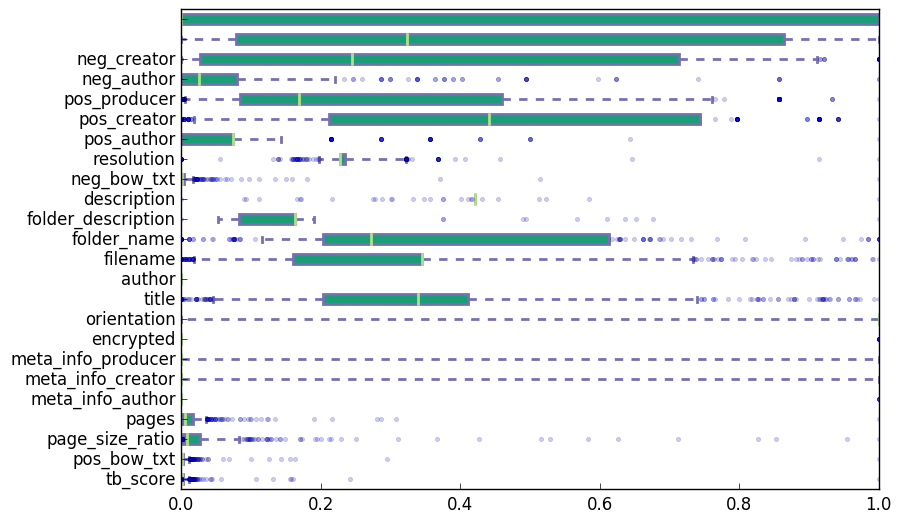 neg_creator
neg_author
pos_producer
pos_creator
pos_author
resolution
neg_bow_txt
description
folder_description
folder_name
filename
author
title
orientation
encrypted
meta_info_producer
meta_info_creator
meta_info_author
pages
page_size_ratio
pos_bow_txt
tb_score
0.0 0.2 0.4 0.6 0.8 1.0